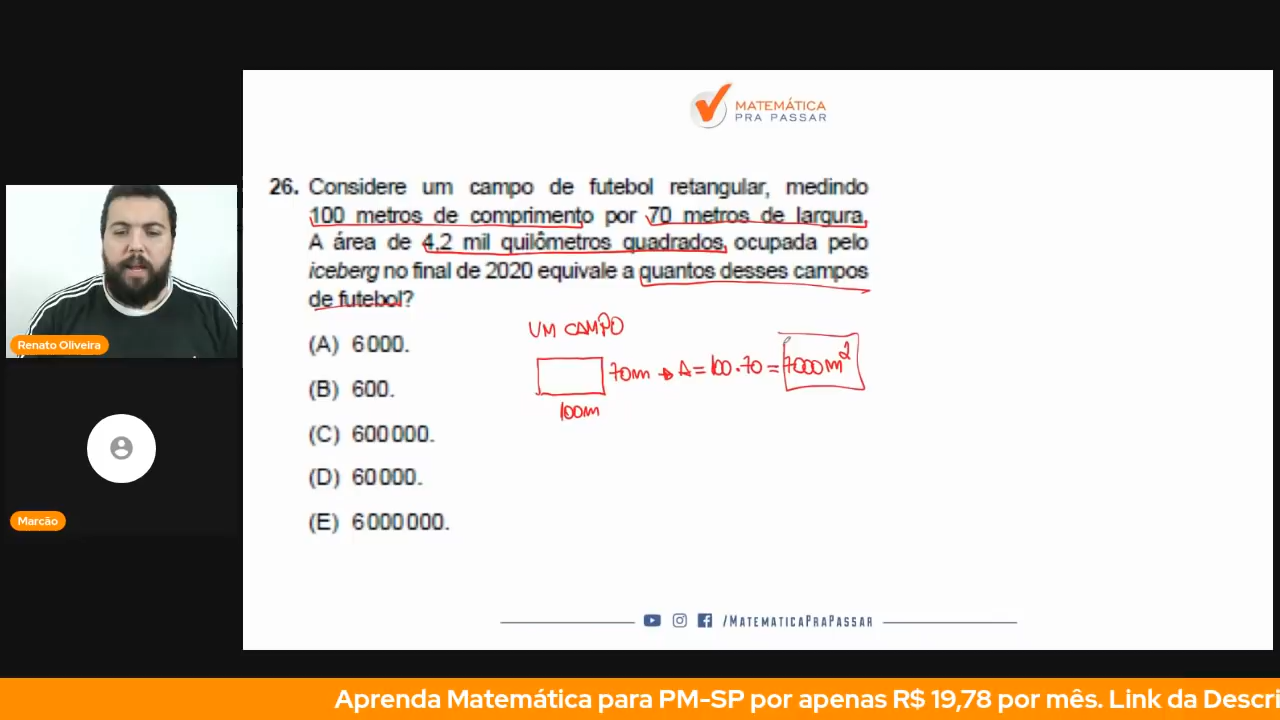 MATEMÁTICA
PRA PASSAR
26. Considere um campo de futebol retangular, medindo
100 metros de comprimento por 70 metros de largura.
A área de 4,2 mil quilômetros quadrados, ocupada pelo
iceberg no final de 2020 equivale a quantos desses campos
de futebol?
UM CAMPO
(A) 6 000.
70m → A = 100 . 70 = 7000m²
100m
(B) 600.
(C) 600 000.
(D) 60 000.
(E) 6 000 000.
Renato Oliveira
Marcão
/MATEMATICAPRAPASSAR
Aprenda Matemática para PM-SP por apenas R$ 19,78 por mês. Link da Descri